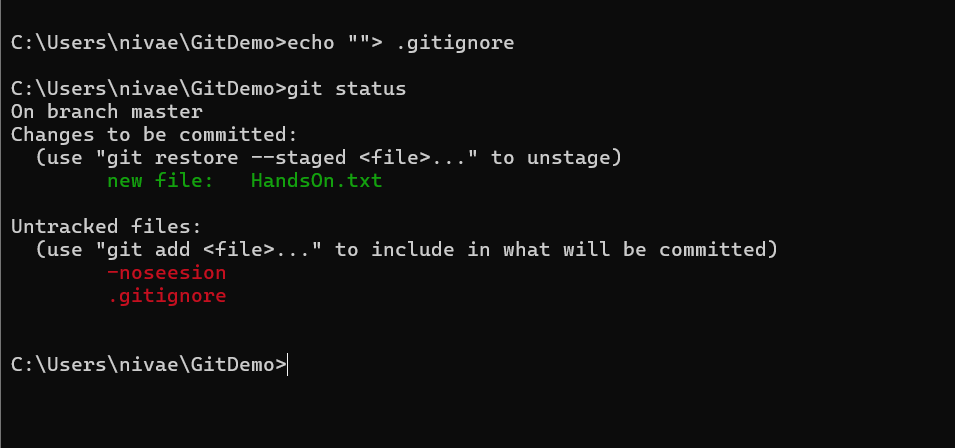 C:\Users\nivae\GitDemo>echo ""> .gitignore
C:\Users\nivae\GitDemo>git status
On branch master
Changes to be committed:
  (use "git restore --staged <file>..." to unstage)
        new file:   HandsOn.txt
Untracked files:
  (use "git add <file>..." to include in what will be committed)
        -noseesion
        .gitignore
C:\Users\nivae\GitDemo>